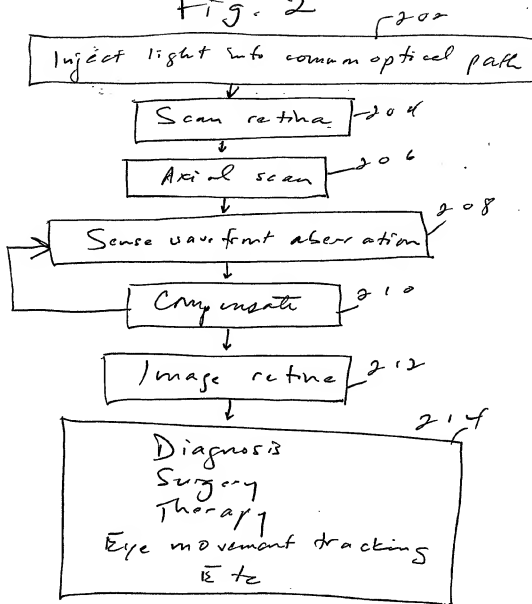 Fig. 2
202
Inject light into common optical path
Scan retina
204
Axial scan
206
208
Sense wavefront aberration
Compensate
210
Image retina
212
214
Diagnosis
Surgery
Therapy
Eye movement tracking
Etc